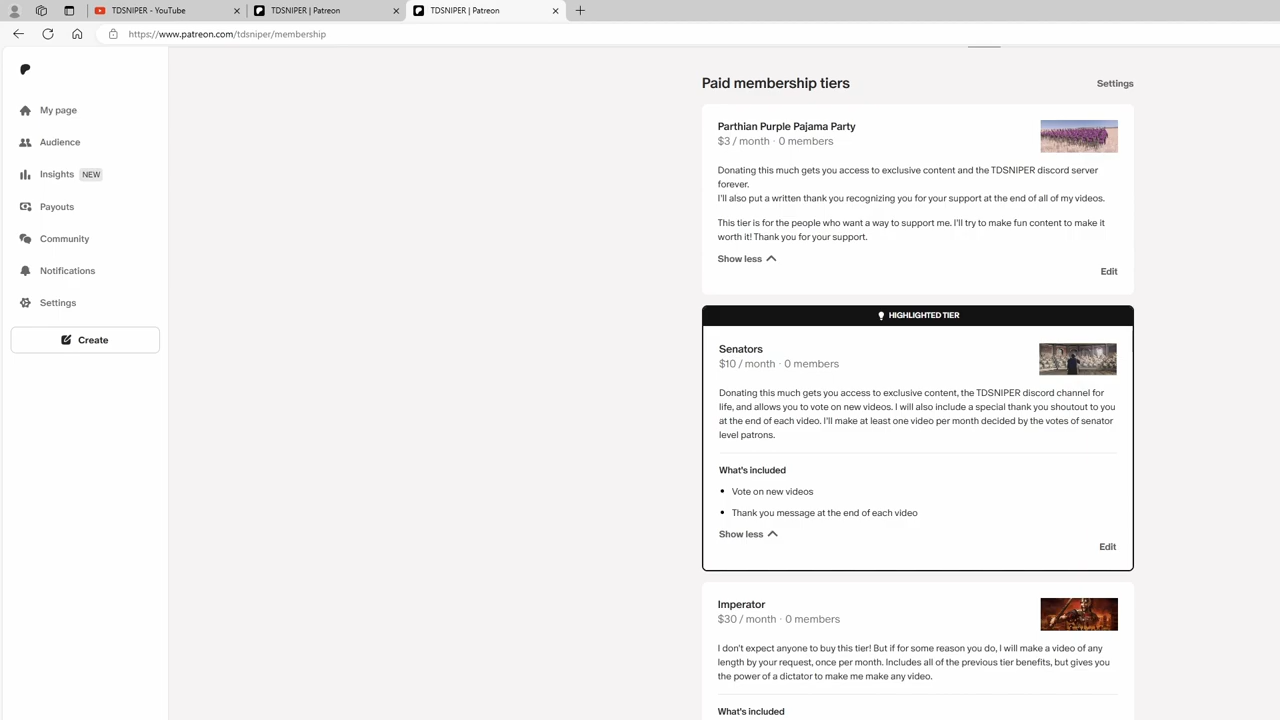 TDSNIPER - YouTube
TDSNIPER | Patreon
TDSNIPER | Patreon
https://www.patreon.com/tdsniper/membership
My page
Audience
Insights NEW
Payouts
Community
Notifications
Settings
Create
Paid membership tiers
Settings
Parthian Purple Pajama Party
$3 / month · 0 members
Donating this much gets you access to exclusive content and the TDSNIPER discord server
forever.
I'll also put a written thank you recognizing you for your support at the end of all of my videos.
This tier is for the people who want a way to support me. I'll try to make fun content to make it
worth it! Thank you for your support.
Show less
Edit
HIGHLIGHTED TIER
Senators
$10 / month · 0 members
Donating this much gets you access to exclusive content, the TDSNIPER discord channel for
life, and allows you to vote on new videos. I will also include a special thank you shoutout to you
at the end of each video. I'll make at least one video per month decided by the votes of senator
level patrons.
What's included
• Vote on new videos
• Thank you message at the end of each video
Show less
Edit
Imperator
$30 / month · 0 members
I don't expect anyone to buy this tier! But if for some reason you do, I will make a video of any
length by your request, once per month. Includes all of the previous tier benefits, but gives you
the power of a dictator to make me make any video.
What's included